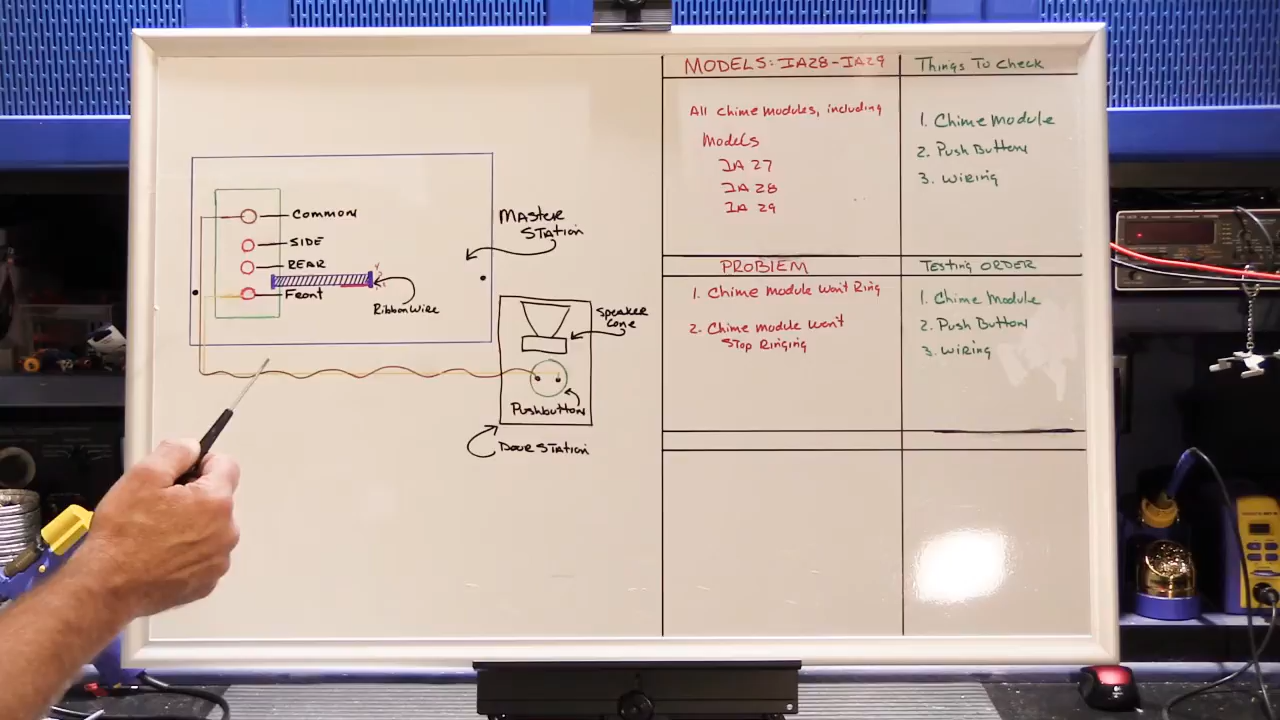 Common
SIDE
REAR
Front
Ribbon Wire
MASTER
STATION
SPEAKER
Cone
Pushbutton
Door Station
MODELS: IA28-IA29
All Chime Modules, including
Models
IA 27
IA 28
IA 29
Things To Check
1. Chime Module
2. Push Button
3. Wiring
PROBLEM
1. Chime Module Won't Ring
2. Chime Module Won't
Stop Ringing
Testing ORDER
1. Chime Module
2. Push Button
3. Wiring